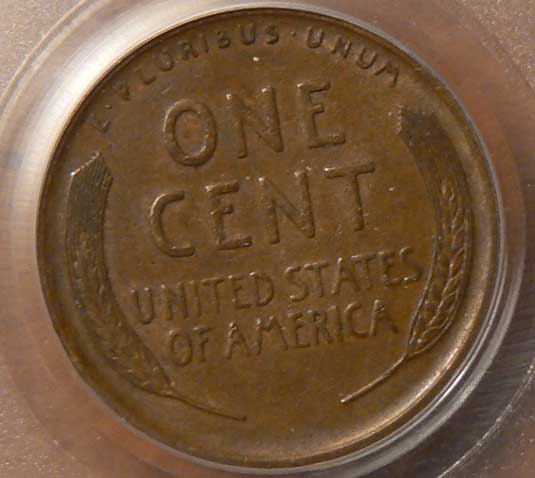 E·PLURIBUS·UNUM
ONE
CENT
UNITED STATES
OF AMERICA